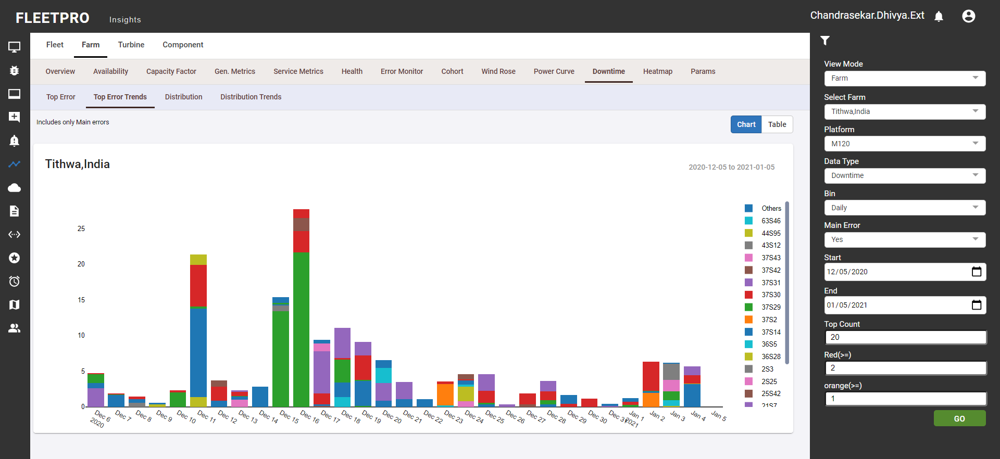 FLEETPRO
Insights
Chandrasekar.Dhivya.Ext
Fleet Farm Turbine Component
Overview Availability Capacity Factor Gen. Metrics Service Metrics Health Error Monitor Cohort Wind Rose Power Curve Downtime Heatmap Params
Top Error Top Error Trends Distribution Distribution Trends
Includes only Main errors
Chart Table
Tithwa,India
2020-12-05 to 2021-01-05
25
20
15
10
5
0
Dec 6
2020
Dec 7
Dec 8
Dec 9
Dec 10
Dec 11
Dec 12
Dec 13
Dec 14
Dec 15
Dec 16
Dec 17
Dec 18
Dec 19
Dec 20
Dec 21
Dec 22
Dec 23
Dec 24
Dec 25
Dec 26
Dec 27
Dec 28
Dec 29
Dec 30
Dec 31
Jan 1
2021
Jan 2
Jan 3
Jan 4
Jan 5
Others
63S46
44S95
43S12
37S43
37S42
37S31
37S30
37S29
37S2
37S14
36S5
36S28
2S3
2S25
25S42
21S7
View Mode
Farm
Select Farm
Tithwa,India
Platform
M120
Data Type
Downtime
Bin
Daily
Main Error
Yes
Start
12/05/2020
End
01/05/2021
Top Count
20
Red(>=)
2
orange(>=)
1
GO